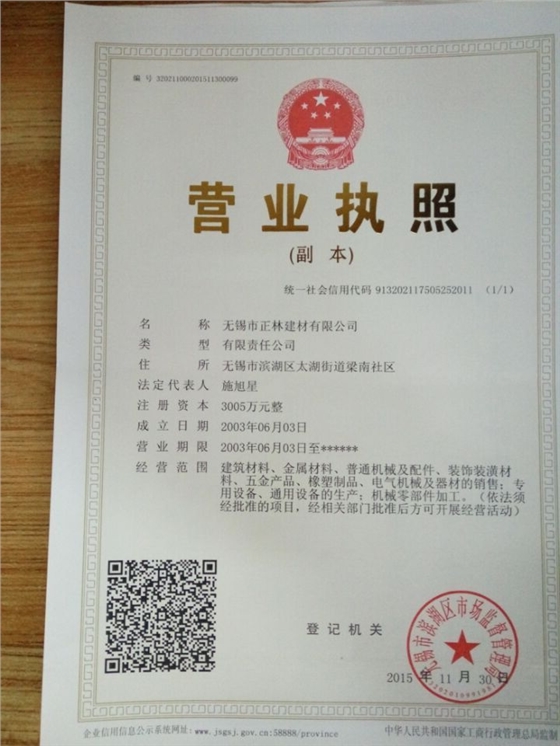 编 号 320211000201511300099
营业执照
(副 本)
统一社会信用代码 913202117505252011 (1/1)
名 称 无锡市正林建材有限公司
类 型 有限责任公司
住 所 无锡市滨湖区太湖街道梁南社区
法定代表人 施旭星
注 册 资 本 3005万元整
成 立 日 期 2003年06月03日
营 业 期 限 2003年06月03日至******
经 营 范 围 建筑材料、金属材料、普通机械及配件、装饰装潢材
料、五金产品、橡塑制品、电气机械及器材的销售；专
用设备、通用设备的生产；机械零部件加工。（依法须
经批准的项目，经相关部门批准后方可开展经营活动）
登 记 机 关
无锡市滨湖区市场监督管理局
2015 年 11 月 30 日
企业信用信息公示系统网址：www.jsgsj.gov.cn:58888/province
中华人民共和国国家工商行政管理总局监制